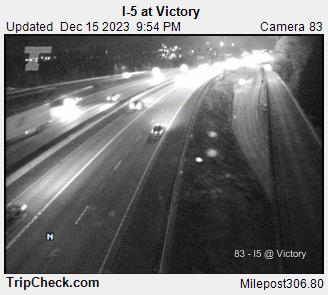 I-5 at Victory
Updated Dec 15 2023 9:54 PM Camera 83
T
N
83 - I5 @ Victory
TripCheck.com Milepost306.80